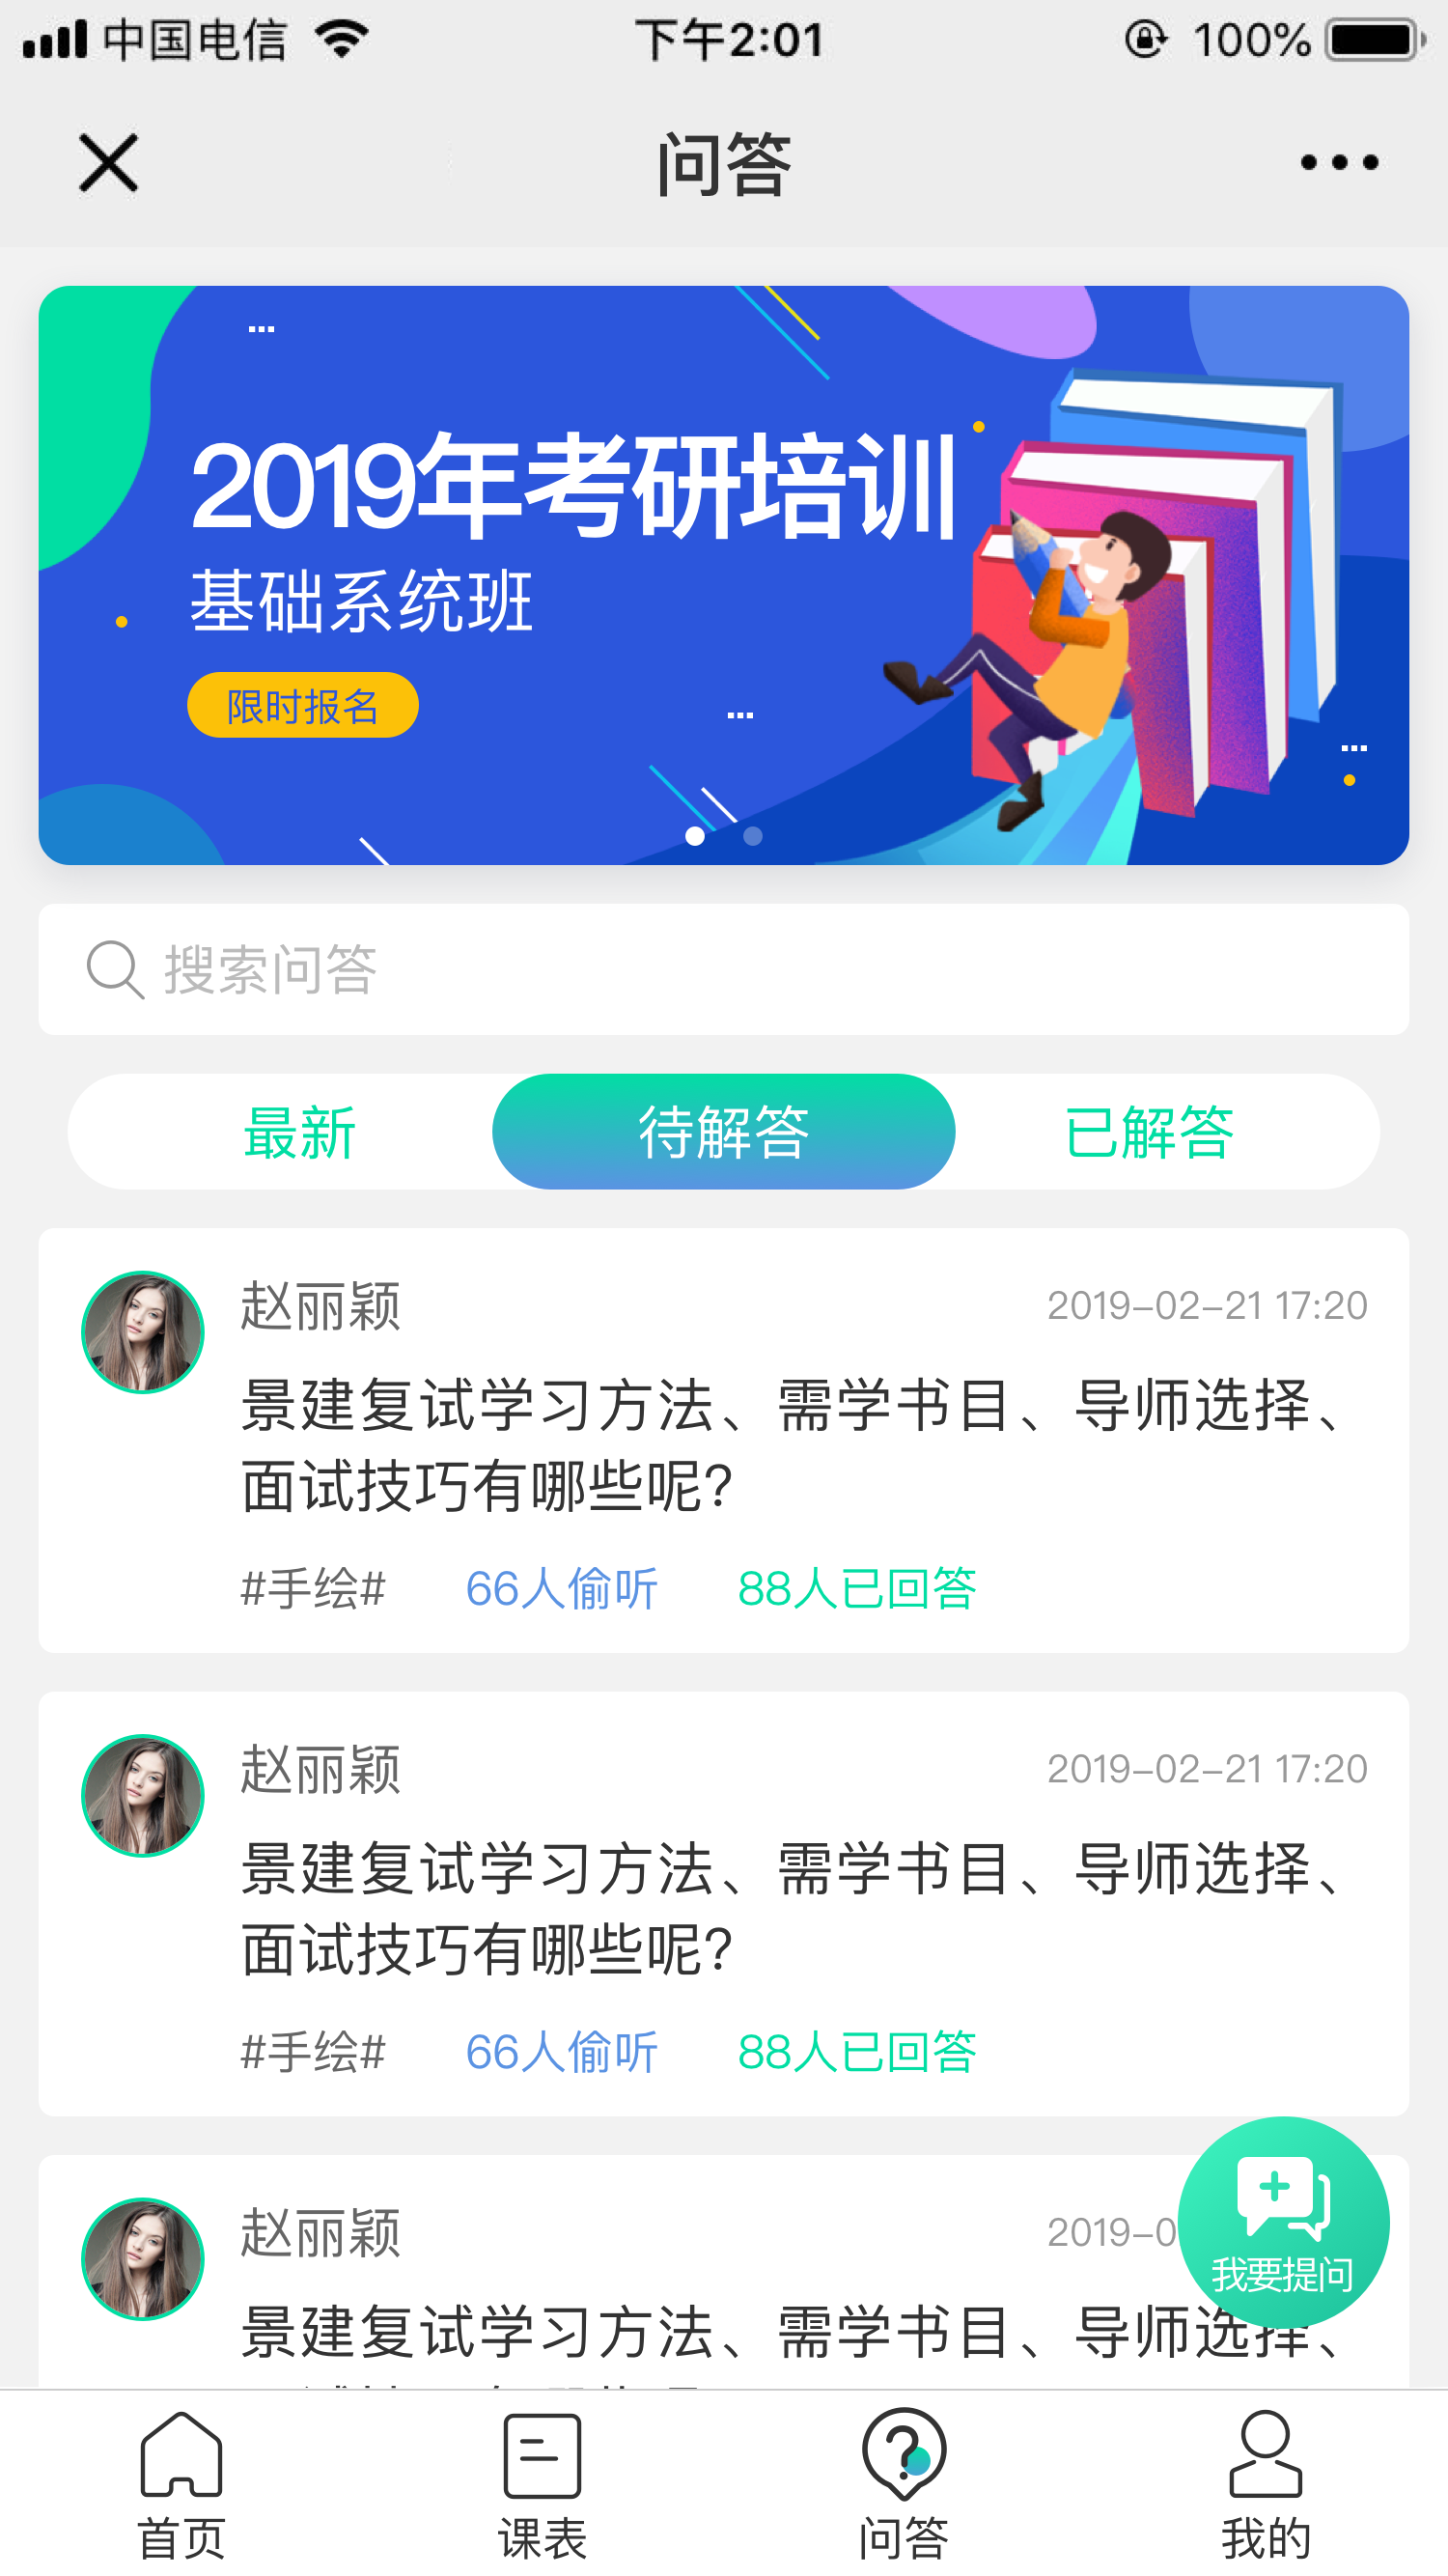 中国电信
下午2:01
100%
问答
2019年考研培训
基础系统班
限时报名
搜索问答
最新
待解答
已解答
赵丽颖
2019-02-21 17:20
景建复试学习方法、需学书目、导师选择、
面试技巧有哪些呢?
#手绘# 66人偷听 88人已回答
赵丽颖
2019-02-21 17:20
景建复试学习方法、需学书目、导师选择、
面试技巧有哪些呢?
#手绘# 66人偷听 88人已回答
赵丽颖
2019-0
我要提问
景建复试学习方法、需学书目、导师选择、
首页
课表
问答
我的